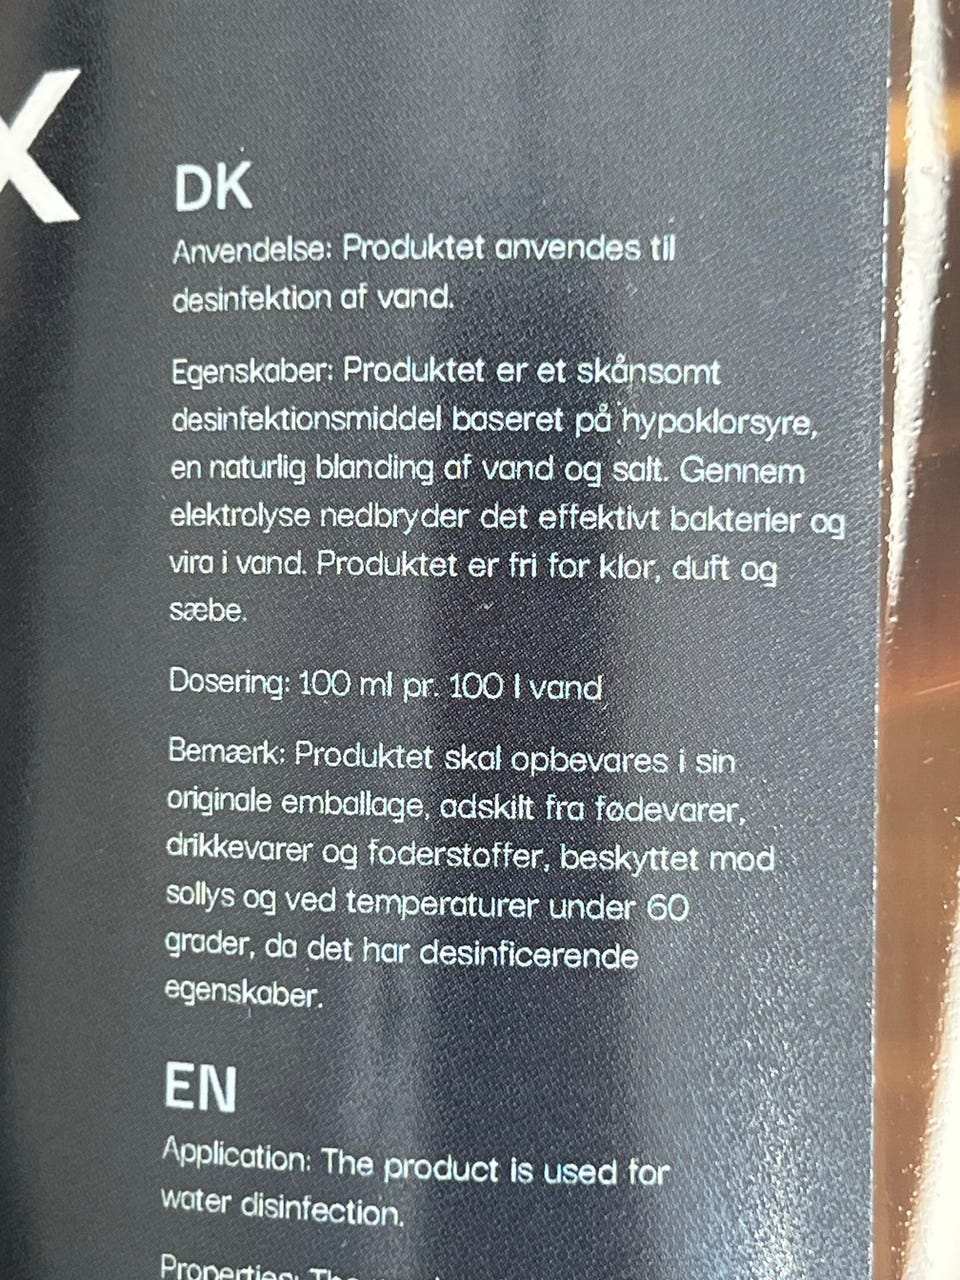 X
DK
Anvendelse: Produktet anvendes til
desinfektion af vand.
Egenskaber: Produktet er et skånsomt
desinfektionsmiddel baseret på hypoklorsyre,
en naturlig blanding af vand og salt. Gennem
elektrolyse nedbryder det effektivt bakterier og
vira i vand. Produktet er fri for klor, duft og
sæbe.
Dosering: 100 ml pr. 100 l vand
Bemærk: Produktet skal opbevares i sin
originale emballage, adskilt fra fødevarer,
drikkevarer og foderstoffer, beskyttet mod
sollys og ved temperaturer under 60
grader, da det har desinficerende
egenskaber.
EN
Application: The product is used for
water disinfection.
Properties: The